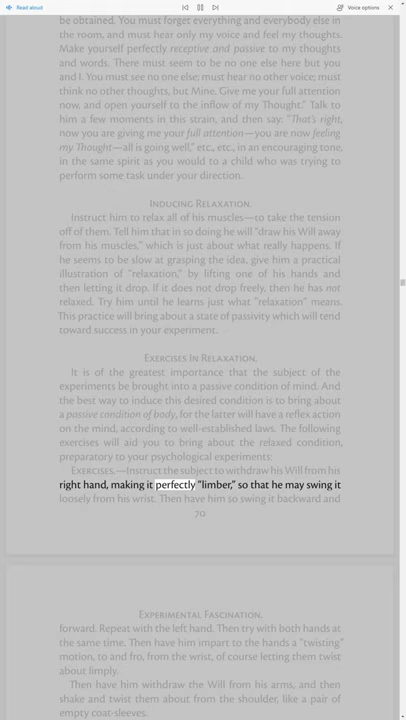 Read aloud
Voice options
be obtained. You must forget everything and everybody else in
the room, and must hear only my voice and feel my thoughts.
Make yourself perfectly receptive and passive to my thoughts
and words. There must seem to be no one else here but you
and I. You must see no one else; must hear no other voice; must
think no other thoughts, but Mine. Give me your full attention
now, and open yourself to the inflow of my Thought.” Talk to
him a few moments in this strain, and then say: “That's right,
now you are giving me your full attention—you are now feeling
my Thought—all is going well,” etc., etc., in an encouraging tone,
in the same spirit as you would to a child who was trying to
perform some task under your direction.
Inducing Relaxation.
Instruct him to relax all of his muscles—to take the tension
off of them. Tell him that in so doing he will “draw his Will away
from his muscles,” which is just about what really happens. If
he seems to be slow at grasping the idea, give him a practical
illustration of “relaxation,” by lifting one of his hands and
then letting it drop. If it does not drop freely, then he has not
relaxed. Try him until he learns just what “relaxation” means.
This practice will bring about a state of passivity which will tend
toward success in your experiment.
Exercises In Relaxation.
It is of the greatest importance that the subject of the
experiments be brought into a passive condition of mind. And
the best way to induce this desired condition is to bring about
a passive condition of body, for the latter will have a reflex action
on the mind, according to well-established laws. The following
exercises will aid you to bring about the relaxed condition,
preparatory to your psychological experiments:
Exercises.—Instruct the subject to withdraw his Will from his
right hand, making it perfectly “limber,” so that he may swing it
loosely from his wrist. Then have him so swing it backward and
70
Experimental Fascination.
forward. Repeat with the left hand. Then try with both hands at
the same time. Then have him impart to the hands a “twisting”
motion, to and fro, from the wrist, of course letting them twist
about limply.
Then have him withdraw the Will from his arms, and then
shake and twist them about from the shoulder, like a pair of
empty coat-sleeves.